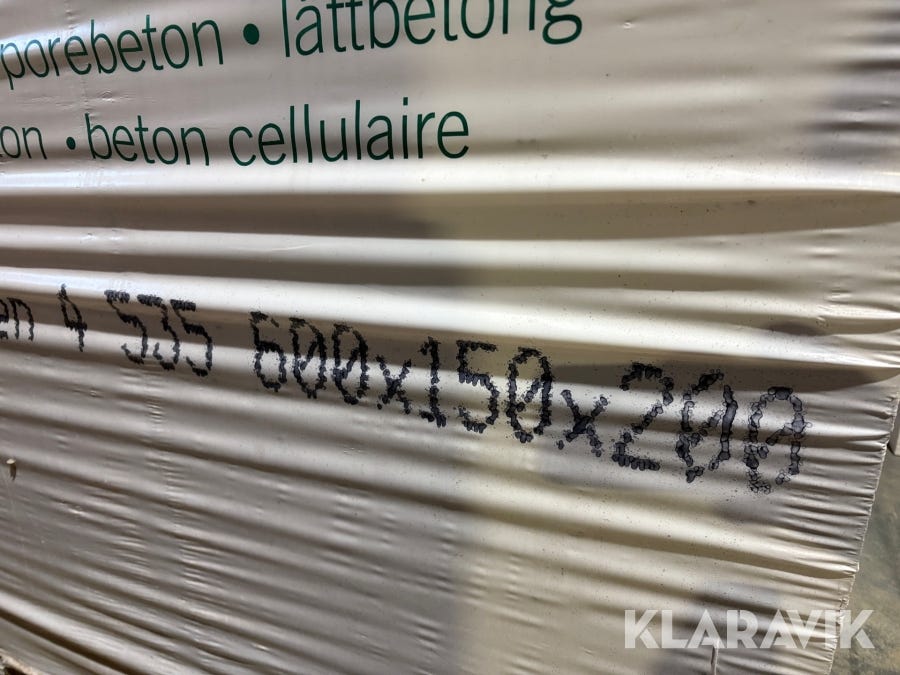 porebeton • lättbetong
on • beton cellulaire
en 4 535 600x150x200
KLARAVIK